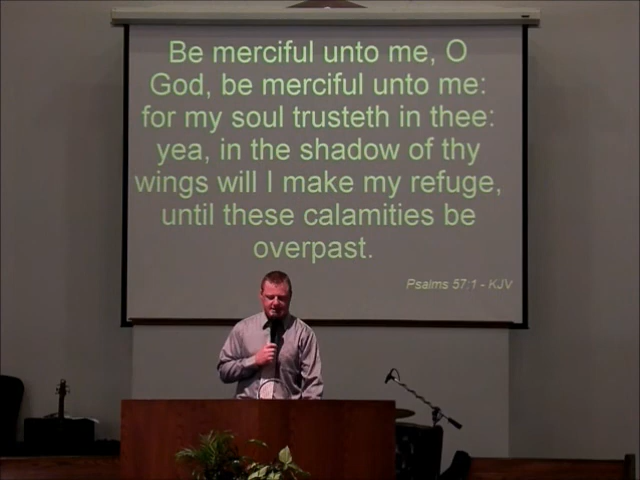 Be merciful unto me, O
God, be merciful unto me:
for my soul trusteth in thee:
yea, in the shadow of thy
wings will I make my refuge,
until these calamities be
overpast.
Psalms 57:1 - KJV